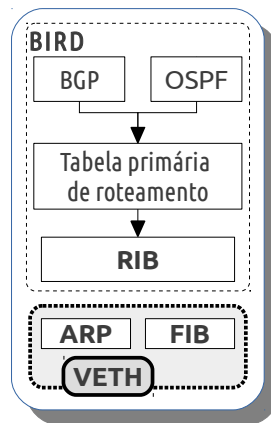 BIRD
BGP OSPF
Tabela primária
de roteamento
RIB
ARP FIB
VETH